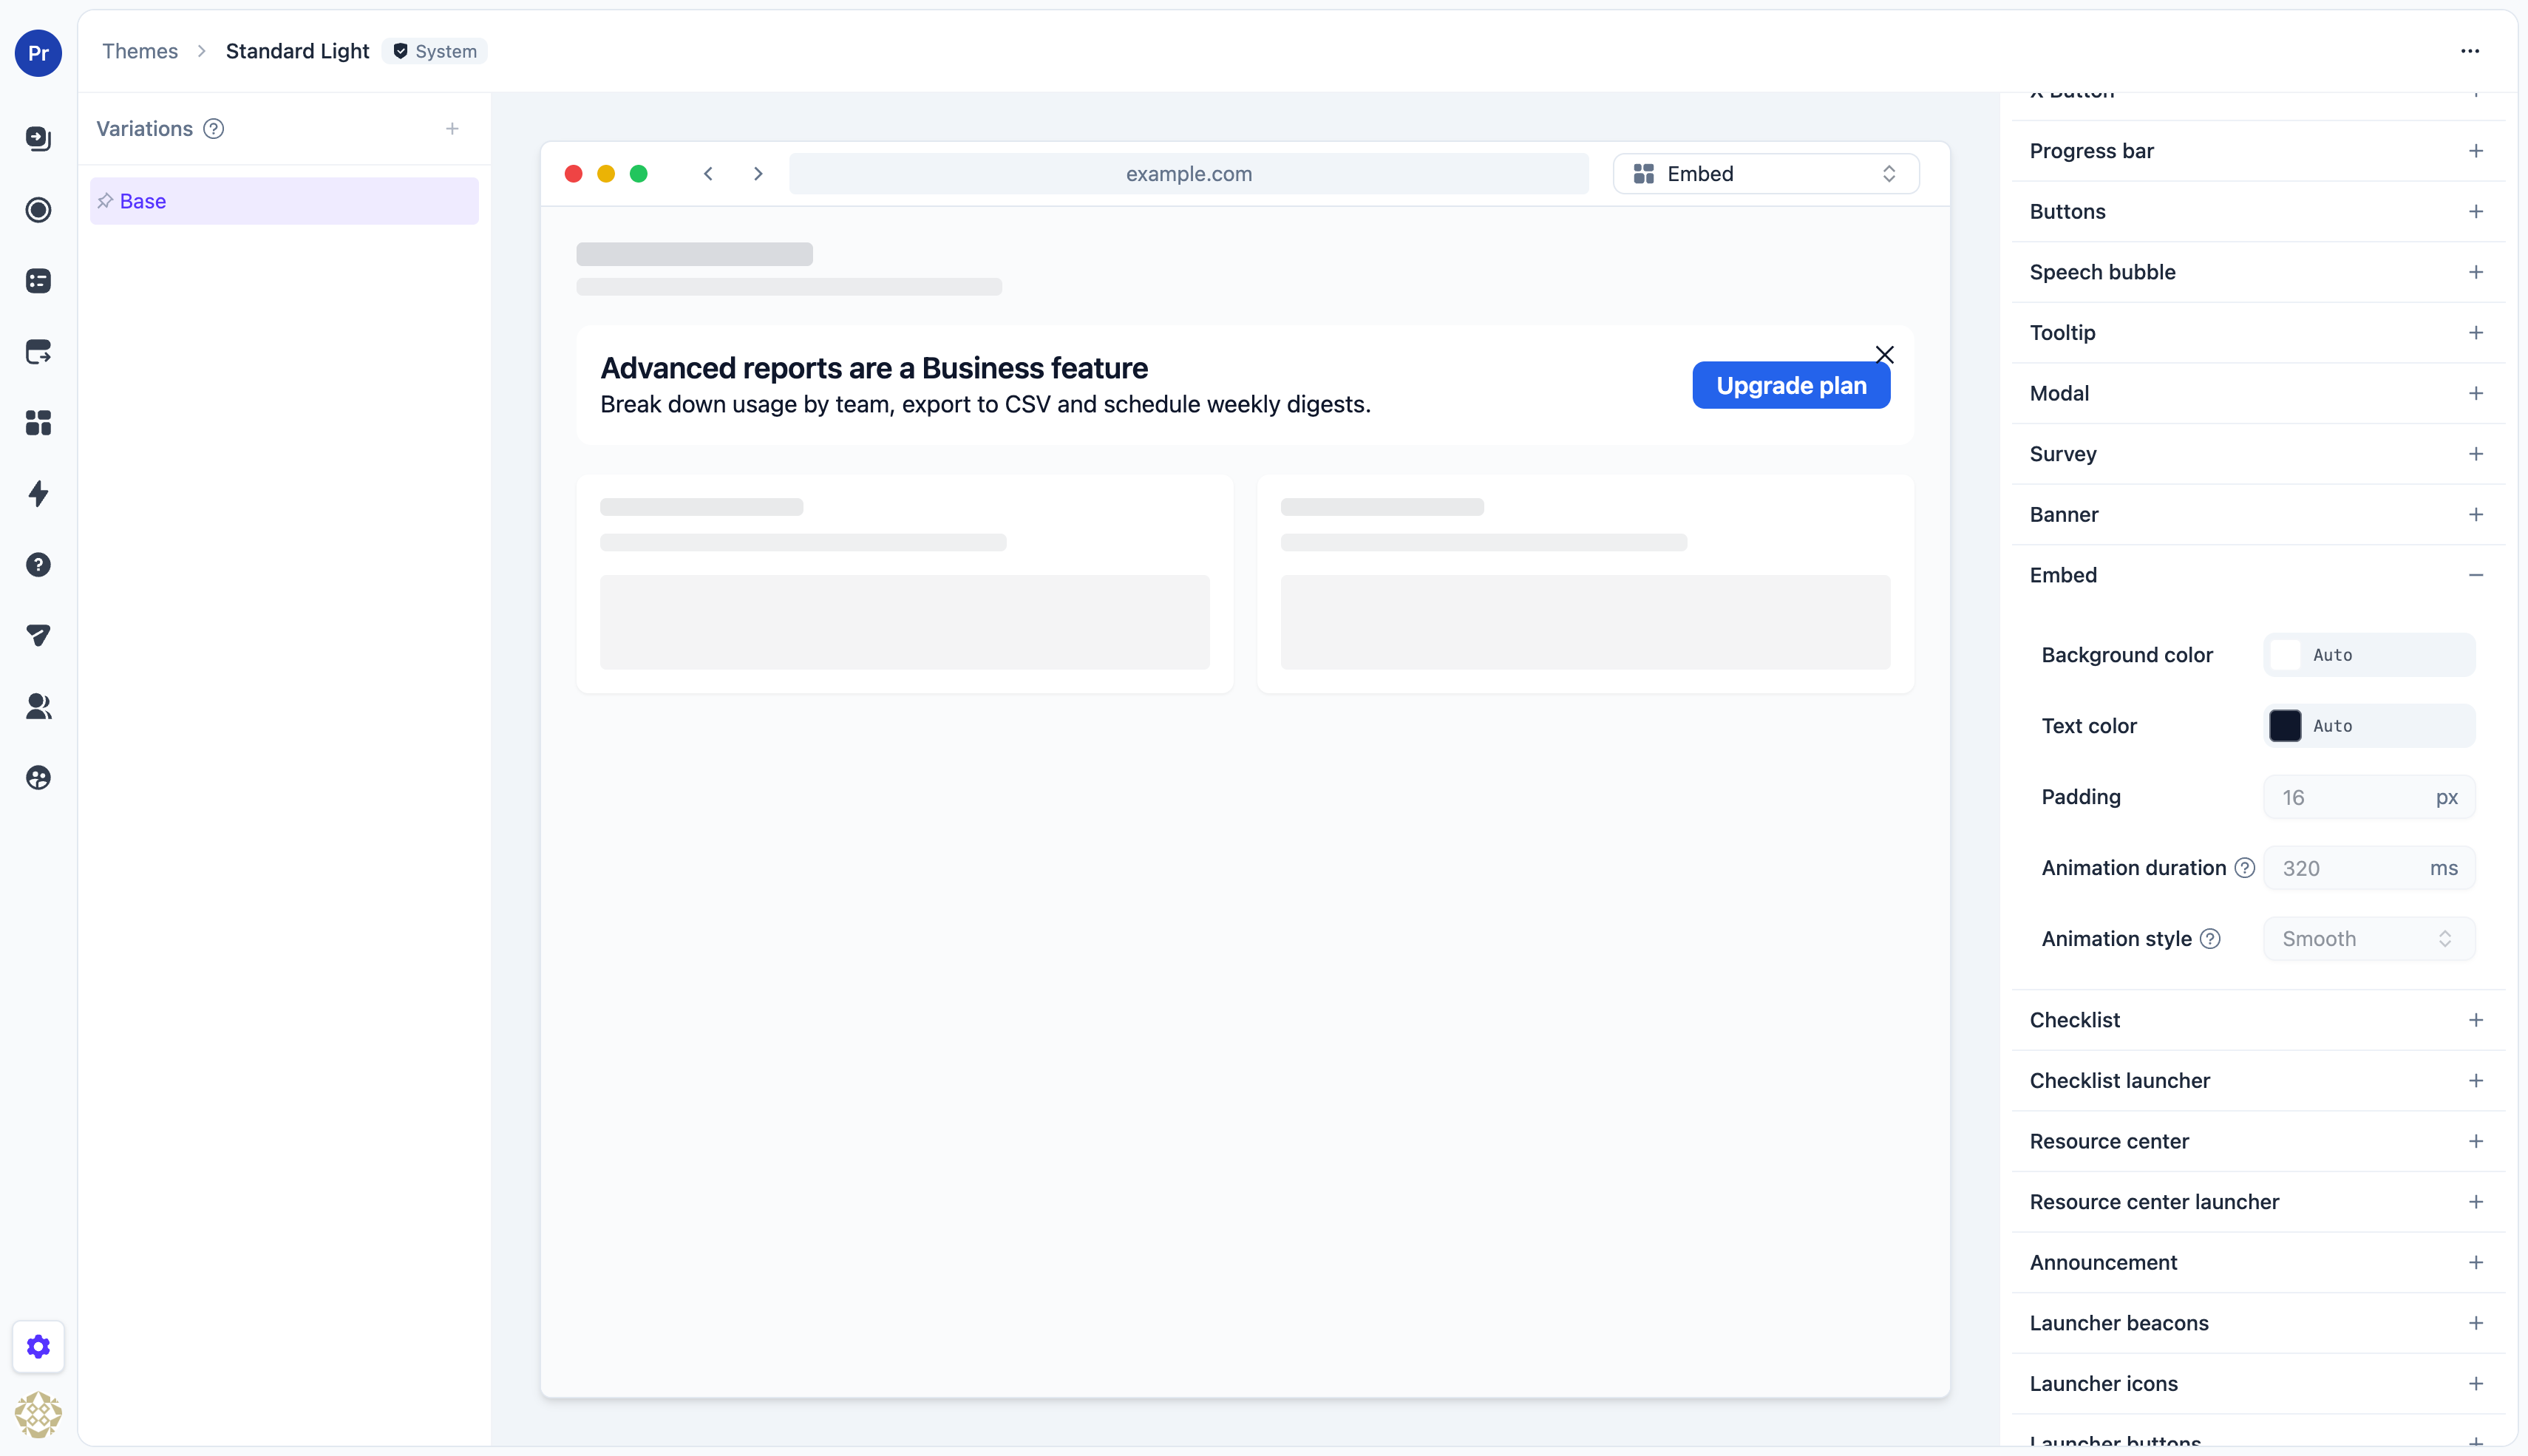 Pr
Themes
Standard Light
System
Variations
Base
example.com
Embed
Advanced reports are a Business feature
Break down usage by team, export to CSV and schedule weekly digests.
Upgrade plan
X Button
Progress bar
Buttons
Speech bubble
Tooltip
Modal
Survey
Banner
Embed
Background color
Auto
Text color
Auto
Padding
16 px
Animation duration
320 ms
Animation style
Smooth
Checklist
Checklist launcher
Resource center
Resource center launcher
Announcement
Launcher beacons
Launcher icons
Launcher buttons